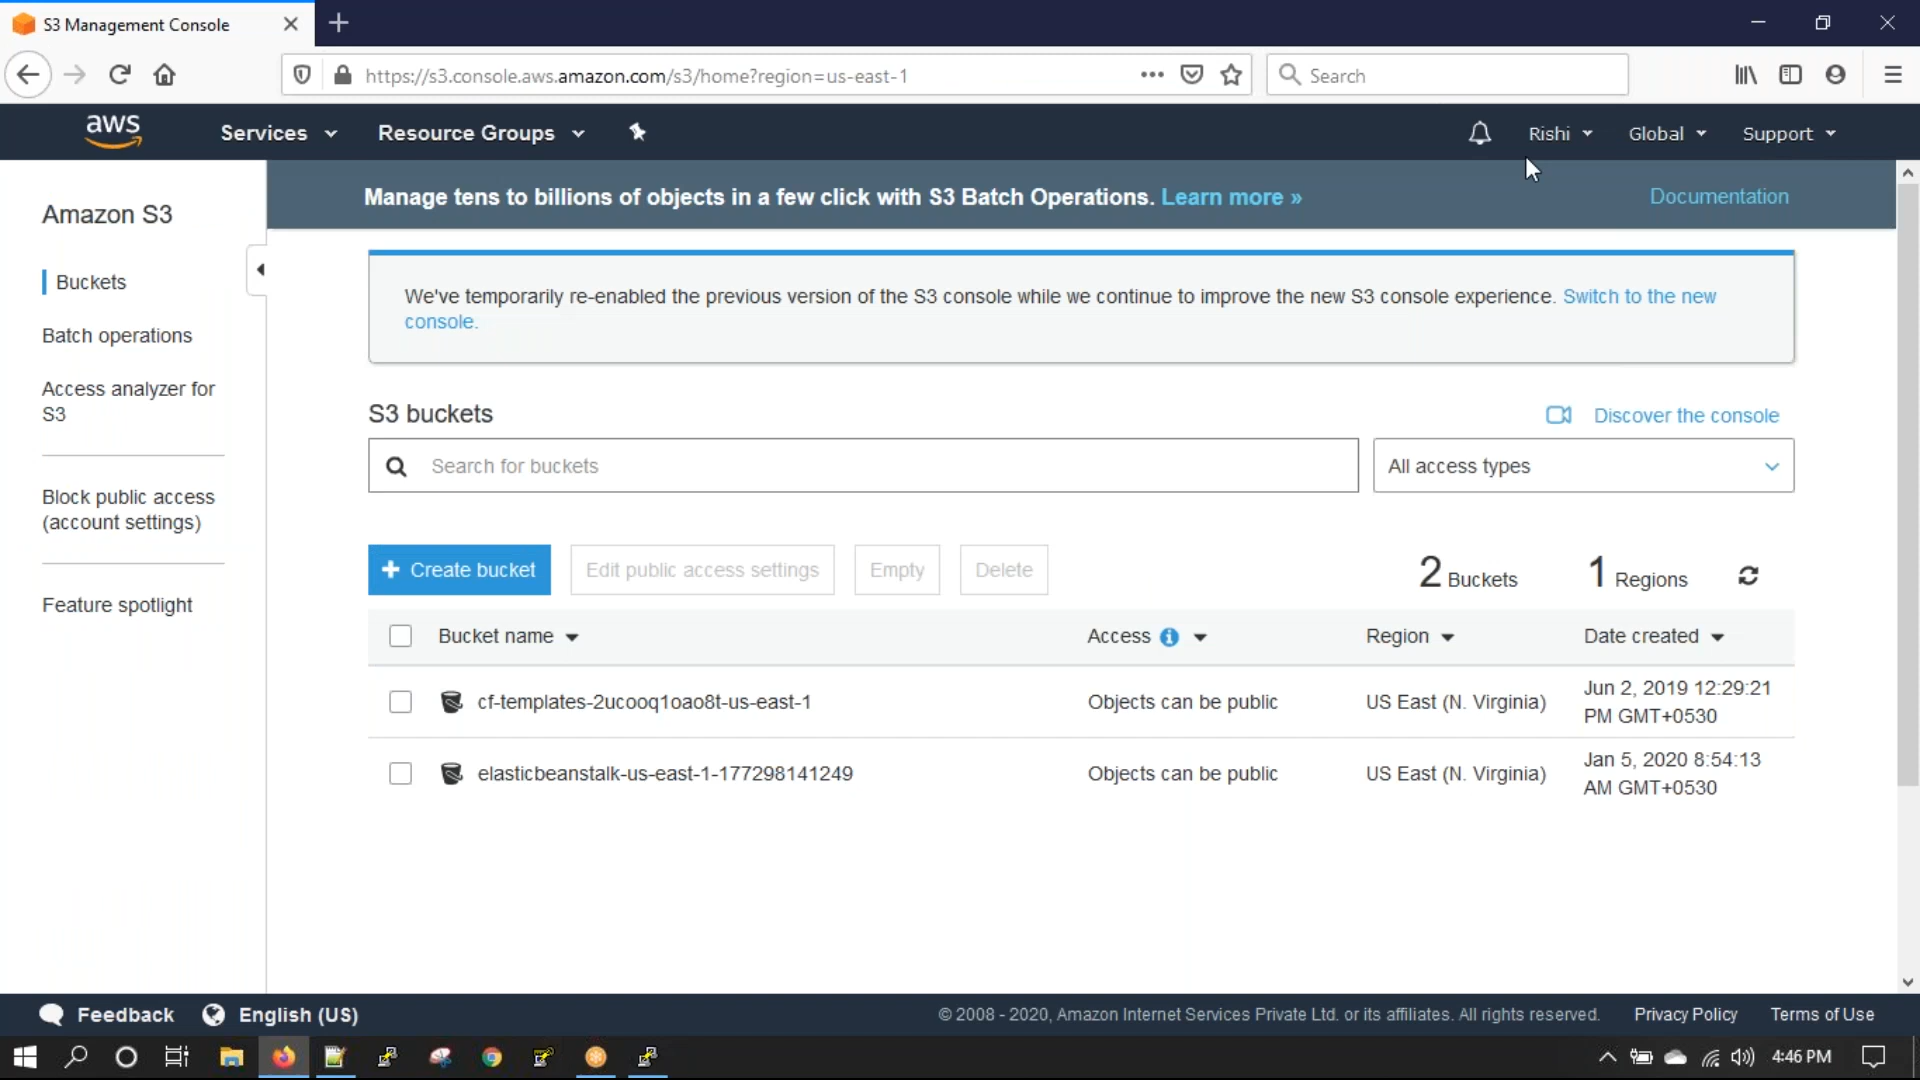 S3 Management Console
https://s3.console.aws.amazon.com/s3/home?region=us-east-1
Search
aws
Services
Resource Groups
Rishi
Global
Support
Manage tens to billions of objects in a few click with S3 Batch Operations. Learn more »
Documentation
Amazon S3
Buckets
Batch operations
Access analyzer for
S3
Block public access
(account settings)
Feature spotlight
We've temporarily re-enabled the previous version of the S3 console while we continue to improve the new S3 console experience. Switch to the new
console.
S3 buckets
Discover the console
Search for buckets
All access types
+ Create bucket
Edit public access settings
Empty
Delete
2 Buckets
1 Regions
Bucket name
Access
Region
Date created
cf-templates-2ucooq1oao8t-us-east-1
Objects can be public
US East (N. Virginia)
Jun 2, 2019 12:29:21
PM GMT+0530
elasticbeanstalk-us-east-1-177298141249
Objects can be public
US East (N. Virginia)
Jan 5, 2020 8:54:13
AM GMT+0530
Feedback
English (US)
© 2008 - 2020, Amazon Internet Services Private Ltd. or its affiliates. All rights reserved.
Privacy Policy
Terms of Use
4:46 PM